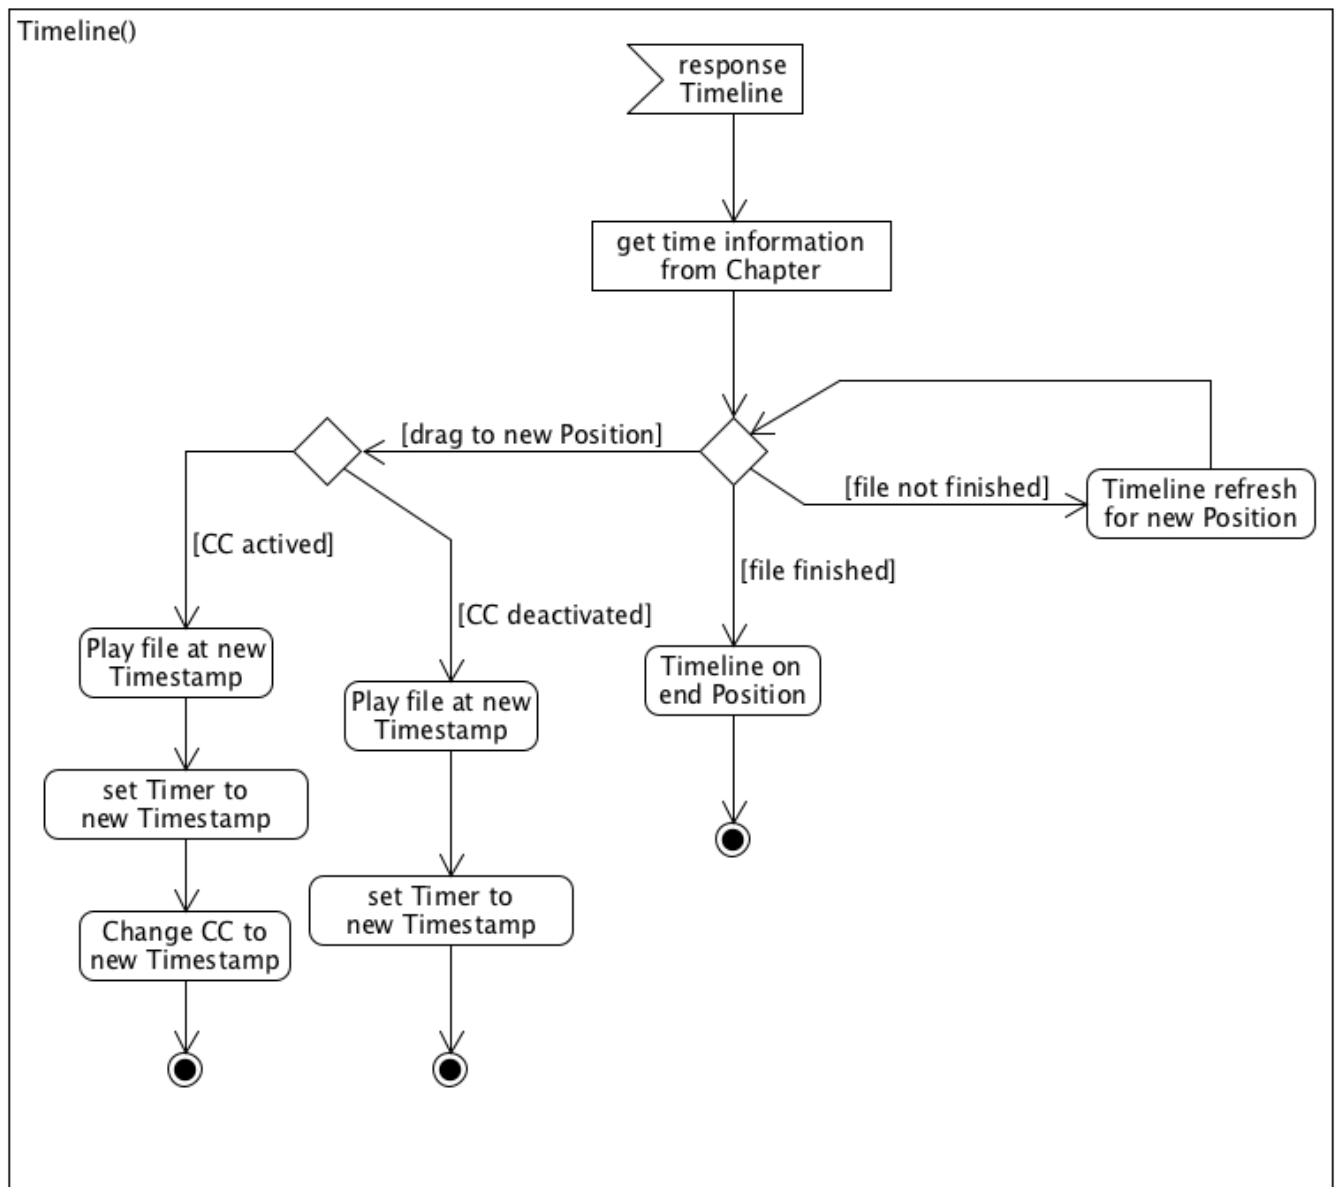 Timeline()
response
Timeline
get time information
from Chapter
[drag to new Position]
[file not finished]
Timeline refresh
for new Position
[CC actived]
[file finished]
[CC deactivated]
Play file at new
Timestamp
Timeline on
end Position
Play file at new
Timestamp
set Timer to
new Timestamp
set Timer to
new Timestamp
Change CC to
new Timestamp